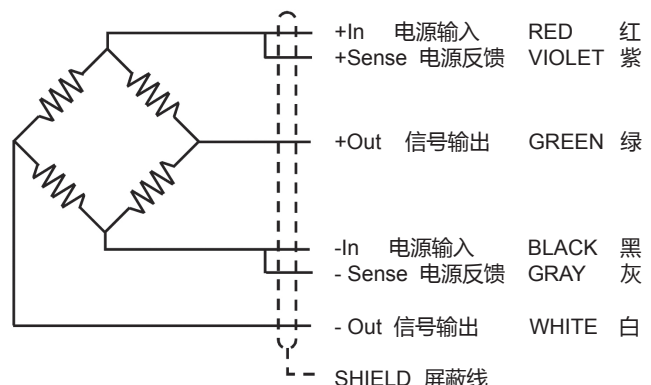 +In 电源输入 RED 红
+Sense 电源反馈 VIOLET 紫
+Out 信号输出 GREEN 绿
-In 电源输入 BLACK 黑
- Sense 电源反馈 GRAY 灰
- Out 信号输出 WHITE 白
SHIELD 屏蔽线